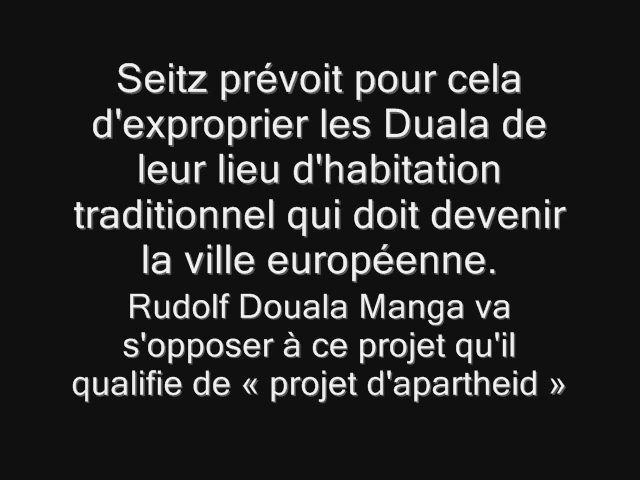 Seitz prévoit pour cela
d'exproprier les Duala de
leur lieu d'habitation
traditionnel qui doit devenir
la ville européenne.
Rudolf Douala Manga va
s'opposer à ce projet qu'il
qualifie de « projet d'apartheid »